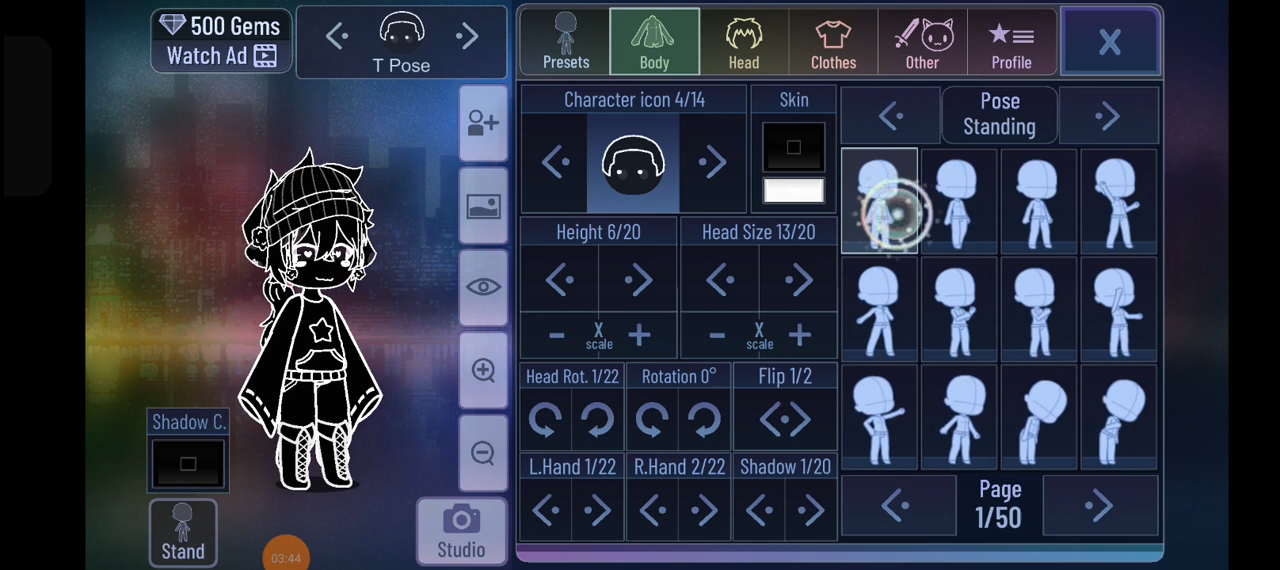 500 Gems
Watch Ad
T Pose
Presets
Body
Head
Clothes
Other
Profile
X
Character icon 4/14
Skin
Pose
Standing
Height 6/20
Head Size 13/20
X
scale
X
scale
Head Rot. 1/22
Rotation 0°
Flip 1/2
L.Hand 1/22
R.Hand 2/22
Shadow 1/20
Shadow C.
Stand
03:44
Studio
Page
1/50